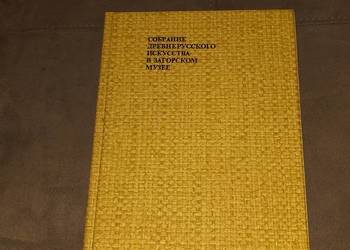 СОБРАНИЕ
ДРЕВНЕРУССКОГО
ИСКУССТВА
В ЗАГОРСКОМ
МУЗЕЕ